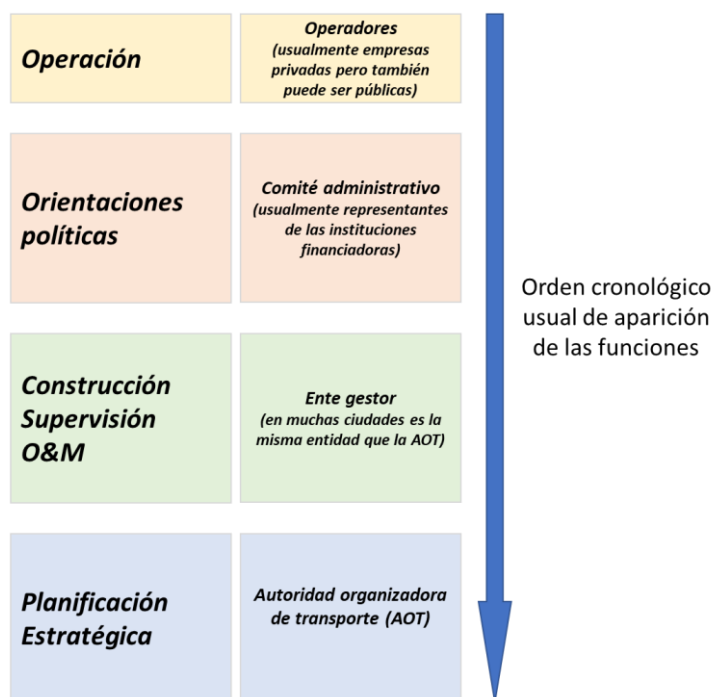 Operación
Operadores
(usualmente empresas
privadas pero también
puede ser públicas)
Orientaciones
políticas
Comité administrativo
(usualmente representantes
de las instituciones
financiadoras)
Construcción
Supervisión
O&M
Ente gestor
(en muchas ciudades es la
misma entidad que la AOT)
Planificación
Estratégica
Autoridad organizadora
de transporte (AOT)
Orden cronológico
usual de aparición
de las funciones